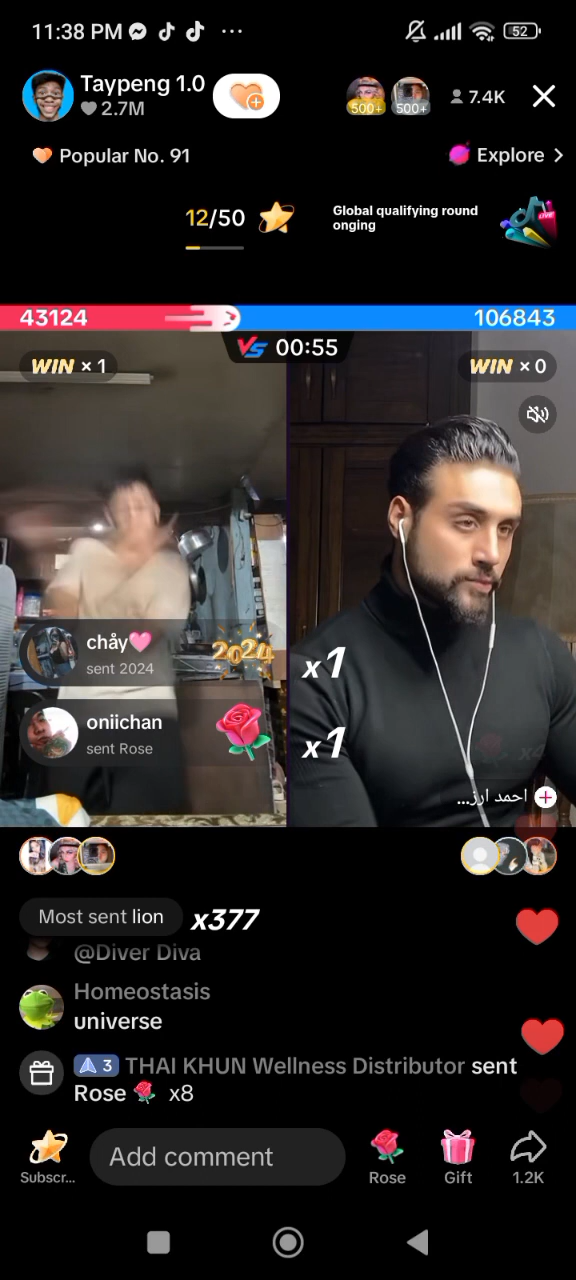 11:38 PM
52
Taypeng 1.0
2.7M
500+
500+
7.4K
Popular No. 91
Explore
12/50
Global qualifying round
onging
LIVE
43124
106843
WIN × 1
VS 00:55
WIN × 0
chảy
sent 2024
2024
x1
oniichan
sent Rose
x1
x4
احمد ارز...
Most sent lion
x377
@Diver Diva
Homeostasis
universe
3 THAI KHUN Wellness Distributor sent
Rose x8
Add comment
Subscr...
Rose
Gift
1.2K